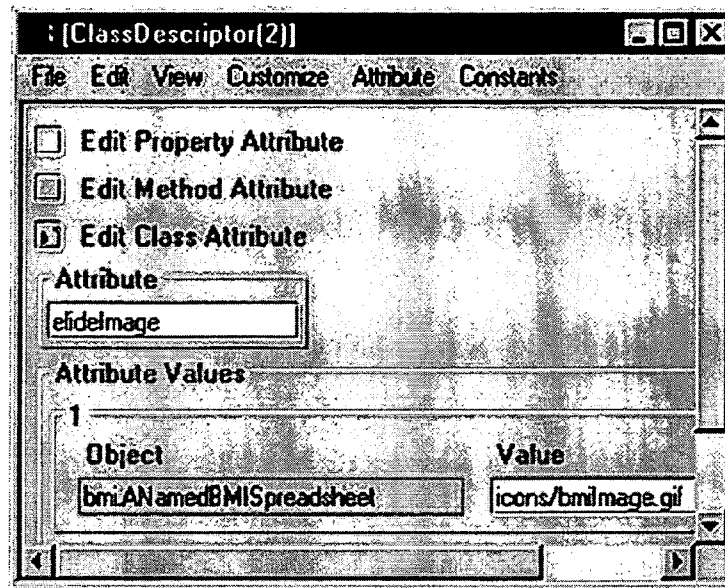 : [ClassDescriptor(2)]
File Edit View Customize Attribute Constants
Edit Property Attribute
Edit Method Attribute
Edit Class Attribute
Attribute
elideImage
Attribute Values
1
Object Value
bmi.ANamedBMISpreadsheet icons/bmiImage.gif